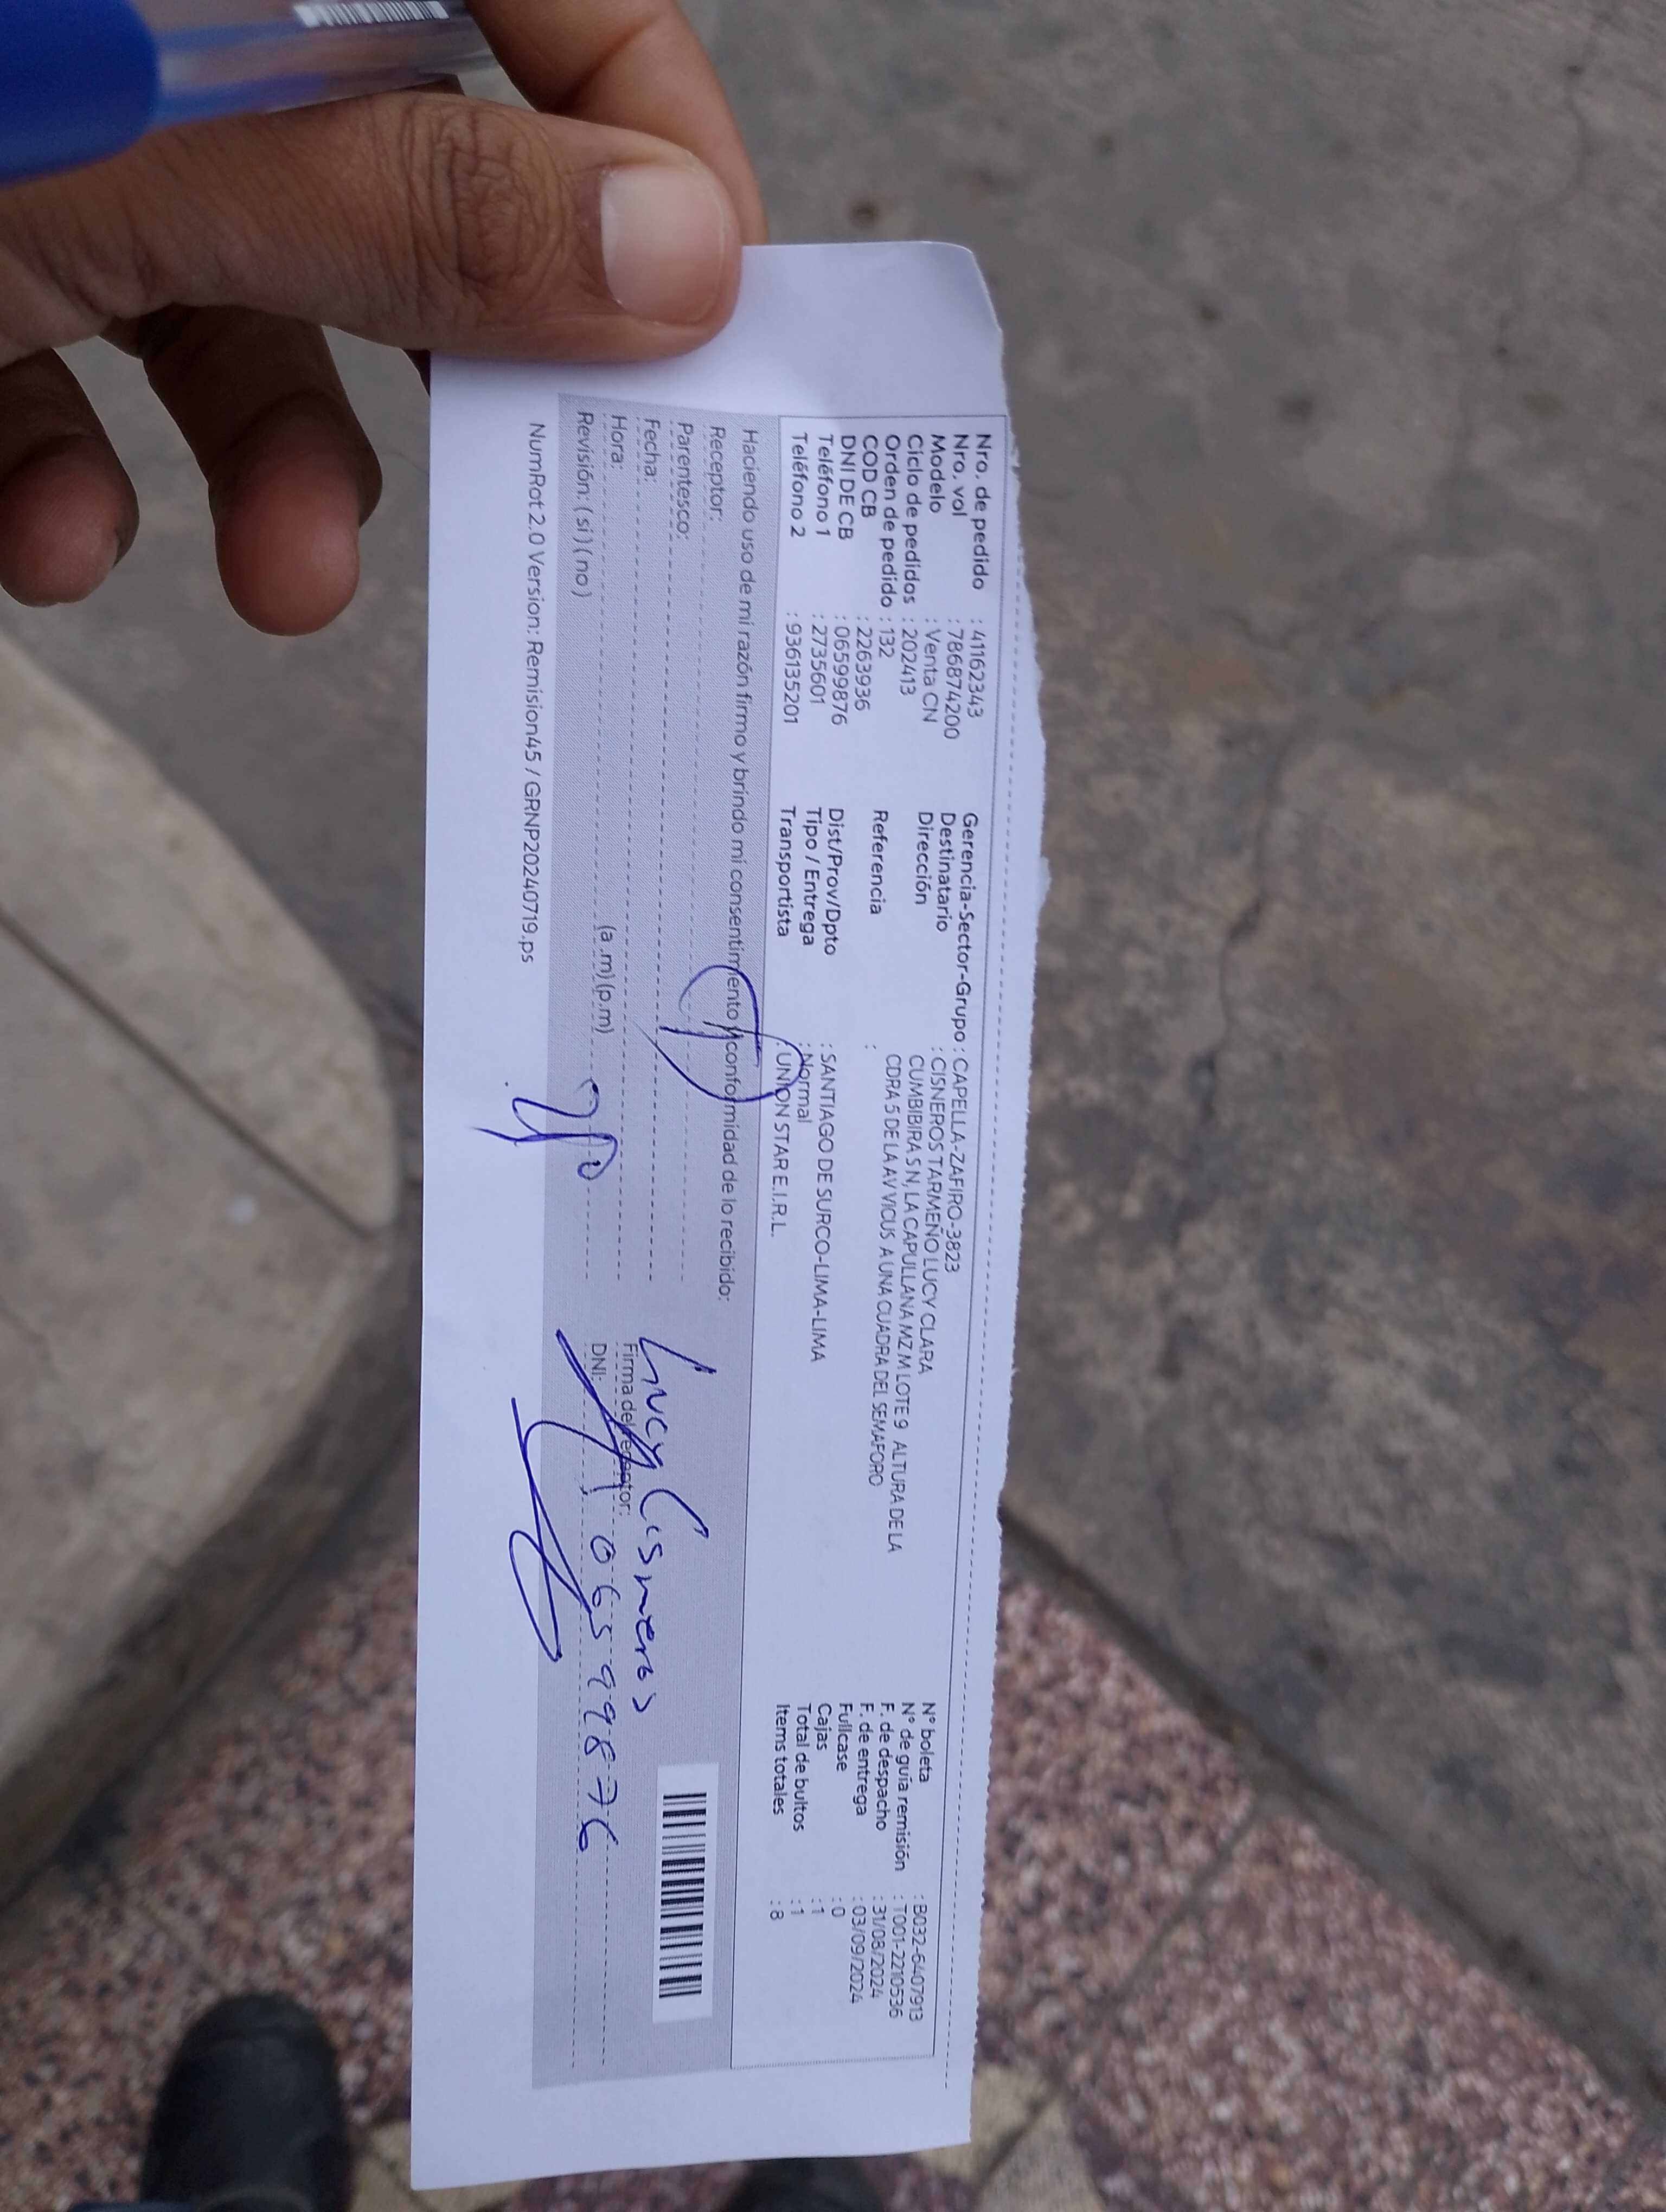 Nro. de pedido : 41162343
Nro. vol : 786874200
Modelo : Venta CN
Ciclo de pedidos : 202413
Orden de pedido : 132
COD CB : 2263936
DNI DE CB : 06599876
Teléfono 1 : 2735601
Teléfono 2 : 936135201
Gerencia-Sector-Grupo : CAPELLA-ZAFIRO-3823
Destinatario : CISNEROS TARMEÑO LUCY CLARA
Dirección CUMBIBIRA S N, LA CAPULLANA MZ M LOTE 9 ALTURA DE LA
CDRA 5 DE LA AV VICUS A UNA CUADRA DEL SEMAFORO
Referencia :
Dist/Prov/Dpto : SANTIAGO DE SURCO-LIMA-LIMA
Tipo / Entrega : Normal
Transportista : UNION STAR E.I.R.L.
N° boleta : B032-6407913
N° de guía remisión : T001-2210536
F. de despacho : 31/08/2024
F. de entrega : 03/09/2024
Fullcase : 0
Cajas : 1
Total de bultos : 1
Items totales : 8
Haciendo uso de mi razón firmo y brindo mi consentimiento y conformidad de lo recibido:
Receptor:
Parentesco:
Fecha:
Hora: (a.m) (p.m)
Revisión: ( si ) ( no )
Lucy Cisneros
Firma del receptor:
DNI: 06599876
NumRot 2.0 Version: Remision45 / GRNP20240719.ps